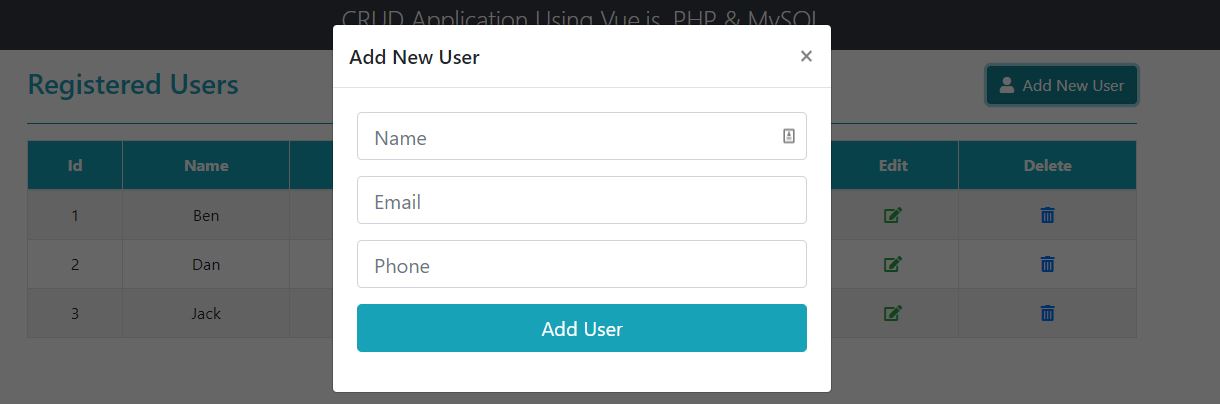 CRUD Application Using Vue.js, PHP & MySQL
Add New User
×
Registered Users
Add New User
Name
Email
Phone
Add User
Id Name Edit Delete
1 Ben
2 Dan
3 Jack